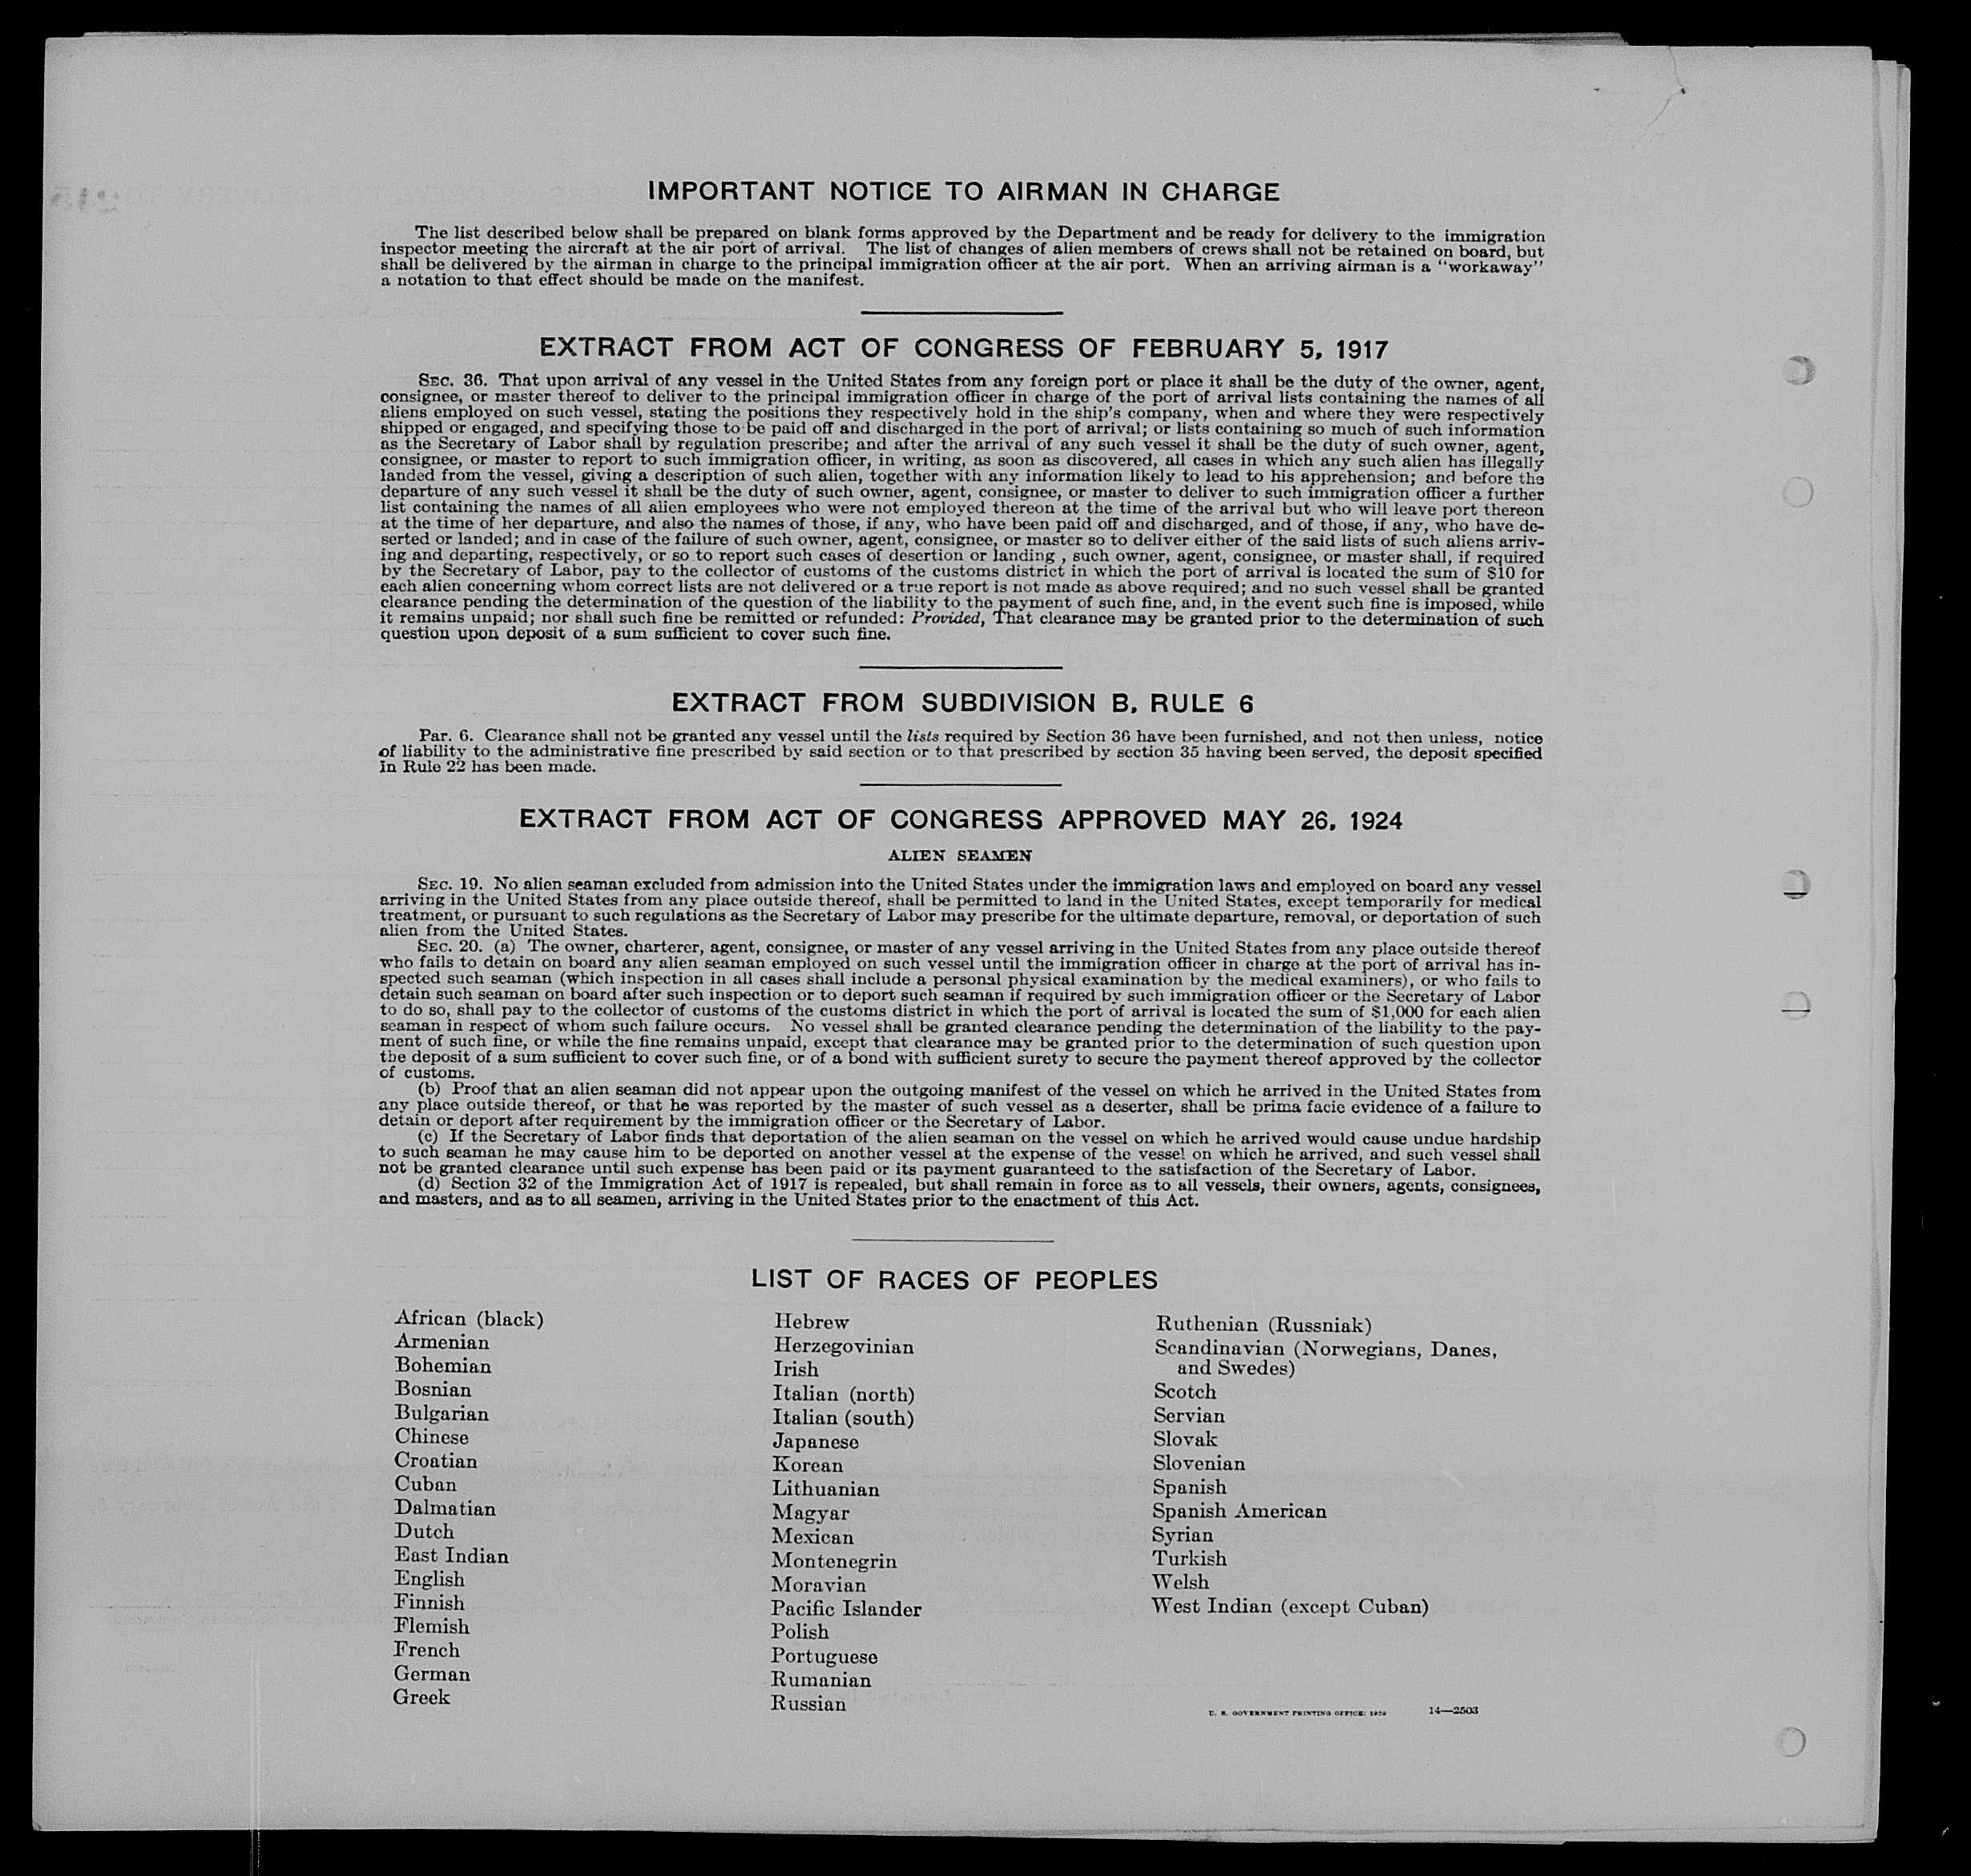 IMPORTANT NOTICE TO AIRMAN IN CHARGE
The list described below shall be prepared on blank forms approved by the Department and be ready for delivery to the immigration
inspector meeting the aircraft at the air port of arrival. The list of changes of alien members of crews shall not be retained on board, but
shall be delivered by the airman in charge to the principal immigration officer at the air port. When an arriving airman is a "workaway"
a notation to that effect should be made on the manifest.
EXTRACT FROM ACT OF CONGRESS OF FEBRUARY 5, 1917
SEC. 36. That upon arrival of any vessel in the United States from any foreign port or place it shall be the duty of the owner, agent,
consignee, or master thereof to deliver to the principal immigration officer in charge of the port of arrival lists containing the names of all
aliens employed on such vessel, stating the positions they respectively hold in the ship's company, when and where they were respectively
shipped or engaged, and specifying those to be paid off and discharged in the port of arrival; or lists containing so much of such information
as the Secretary of Labor shall by regulation prescribe; and after the arrival of any such vessel it shall be the duty of such owner, agent,
consignee, or master to report to such immigration officer, in writing, as soon as discovered, all cases in which any such alien has illegally
landed from the vessel, giving a description of such alien, together with any information likely to lead to his apprehension; and before the
departure of any such vessel it shall be the duty of such owner, agent, consignee, or master to deliver to such immigration officer a further
list containing the names of all alien employees who were not employed thereon at the time of the arrival but who will leave port thereon
at the time of her departure, and also the names of those, if any, who have been paid off and discharged, and of those, if any, who have de-
serted or landed; and in case of the failure of such owner, agent, consignee, or master so to deliver either of the said lists of such aliens arriv-
ing and departing, respectively, or so to report such cases of desertion or landing , such owner, agent, consignee, or master shall, if required
by the Secretary of Labor, pay to the collector of customs of the customs district in which the port of arrival is located the sum of $10 for
each alien concerning whom correct lists are not delivered or a true report is not made as above required; and no such vessel shall be granted
clearance pending the determination of the question of the liability to the payment of such fine, and, in the event such fine is imposed, while
it remains unpaid; nor shall such fine be remitted or refunded: Provided, That clearance may be granted prior to the determination of such
question upon deposit of a sum sufficient to cover such fine.
EXTRACT FROM SUBDIVISION B, RULE 6
Par. 6. Clearance shall not be granted any vessel until the lists required by Section 36 have been furnished, and not then unless, notice
of liability to the administrative fine prescribed by said section or to that prescribed by section 35 having been served, the deposit specified
in Rule 22 has been made.
EXTRACT FROM ACT OF CONGRESS APPROVED MAY 26, 1924
ALIEN SEAMEN
SEC. 19. No alien seaman excluded from admission into the United States under the immigration laws and employed on board any vessel
arriving in the United States from any place outside thereof, shall be permitted to land in the United States, except temporarily for medical
treatment, or pursuant to such regulations as the Secretary of Labor may prescribe for the ultimate departure, removal, or deportation of such
alien from the United States.
SEC. 20. (a) The owner, charterer, agent, consignee, or master of any vessel arriving in the United States from any place outside thereof
who fails to detain on board any alien seaman employed on such vessel until the immigration officer in charge at the port of arrival has in-
spected such seaman (which inspection in all cases shall include a personal physical examination by the medical examiners), or who fails to
detain such seaman on board after such inspection or to deport such seaman if required by such immigration officer or the Secretary of Labor
to do so, shall pay to the collector of customs of the customs district in which the port of arrival is located the sum of $1,000 for each alien
seaman in respect of whom such failure occurs. No vessel shall be granted clearance pending the determination of the liability to the pay-
ment of such fine, or while the fine remains unpaid, except that clearance may be granted prior to the determination of such question upon
the deposit of a sum sufficient to cover such fine, or of a bond with sufficient surety to secure the payment thereof approved by the collector
of customs.
(b) Proof that an alien seaman did not appear upon the outgoing manifest of the vessel on which he arrived in the United States from
any place outside thereof, or that he was reported by the master of such vessel as a deserter, shall be prima facie evidence of a failure to
detain or deport after requirement by the immigration officer or the Secretary of Labor.
(c) If the Secretary of Labor finds that deportation of the alien seaman on the vessel on which he arrived would cause undue hardship
to such seaman he may cause him to be deported on another vessel at the expense of the vessel on which he arrived, and such vessel shall
not be granted clearance until such expense has been paid or its payment guaranteed to the satisfaction of the Secretary of Labor.
(d) Section 32 of the Immigration Act of 1917 is repealed, but shall remain in force as to all vessels, their owners, agents, consignees,
and masters, and as to all seamen, arriving in the United States prior to the enactment of this Act.
LIST OF RACES OF PEOPLES
African (black)
Armenian
Bohemian
Bosnian
Bulgarian
Chinese
Croatian
Cuban
Dalmatian
Dutch
East Indian
English
Finnish
Flemish
French
German
Greek
Hebrew
Herzegovinian
Irish
Italian (north)
Italian (south)
Japanese
Korean
Lithuanian
Magyar
Mexican
Montenegrin
Moravian
Pacific Islander
Polish
Portuguese
Rumanian
Russian
Ruthenian (Russniak)
Scandinavian (Norwegians, Danes,
and Swedes)
Scotch
Servian
Slovak
Slovenian
Spanish
Spanish American
Syrian
Turkish
Welsh
West Indian (except Cuban)
U. S. GOVERNMENT PRINTING OFFICE: 14—2503